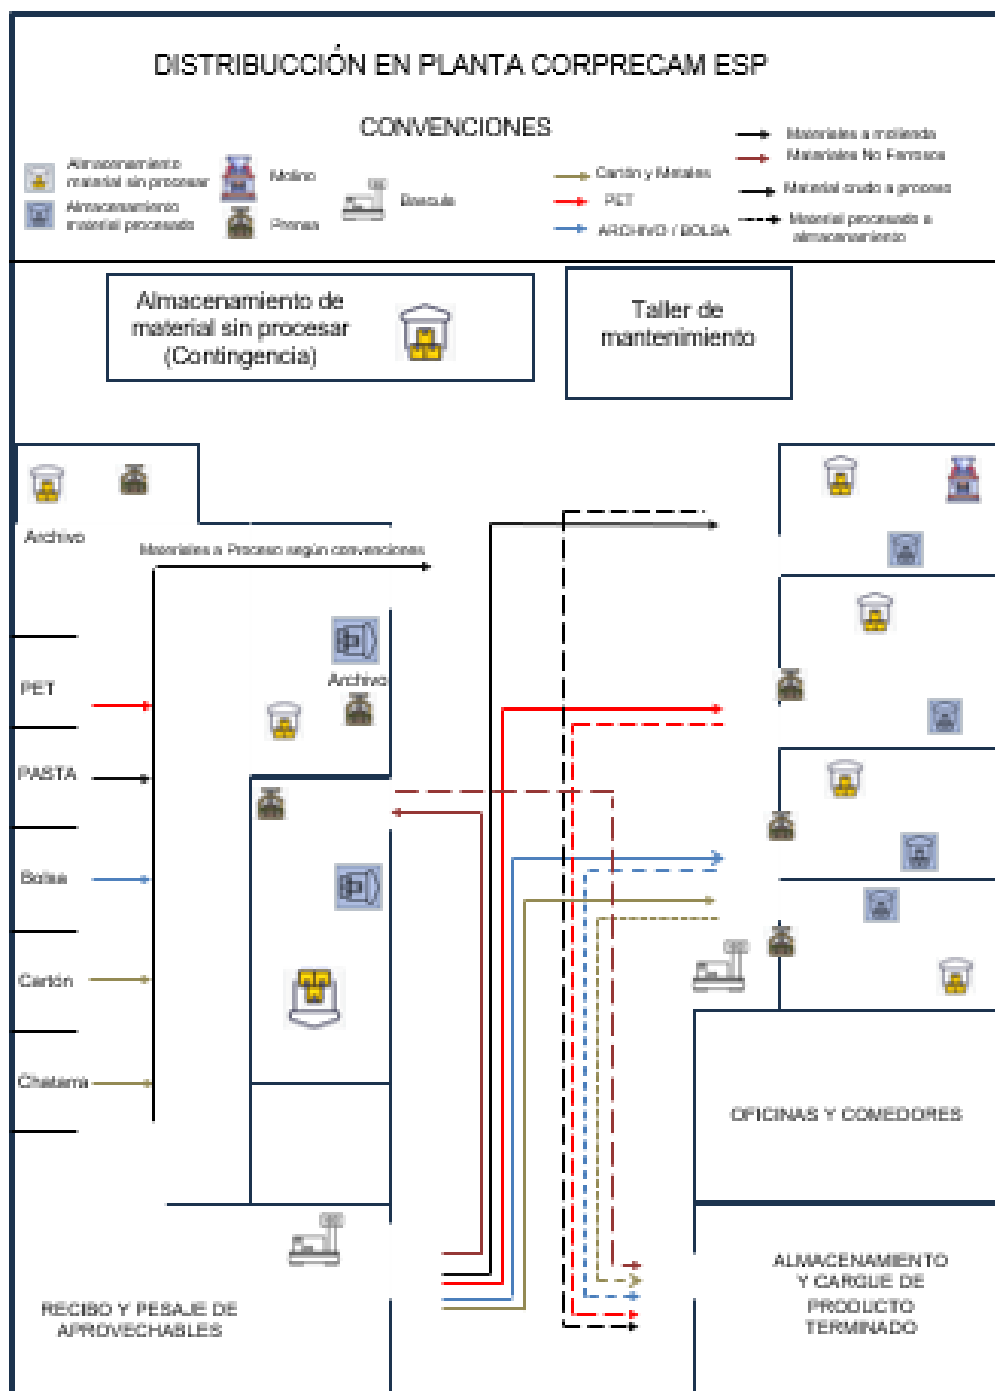 DISTRIBUCCIÓN EN PLANTA CORPRECAM ESP
CONVENCIONES
Almacenamiento
material sin procesar
Almacenamiento
material procesado
Molino
Prensa
Bascula
Cartón y Metales
PET
ARCHIVO / BOLSA
Materiales a molienda
Materiales No Ferrosos
Material crudo a proceso
Material procesado a
almacenamiento
Almacenamiento de
material sin procesar
(Contingencia)
Taller de
mantenimiento
Archivo
Materiales a Proceso según convenciones
Archivo
PET
PASTA
Bolsa
Cartón
Chatarra
OFICINAS Y COMEDORES
RECIBO Y PESAJE DE
APROVECHABLES
ALMACENAMIENTO
Y CARGUE DE
PRODUCTO
TERMINADO